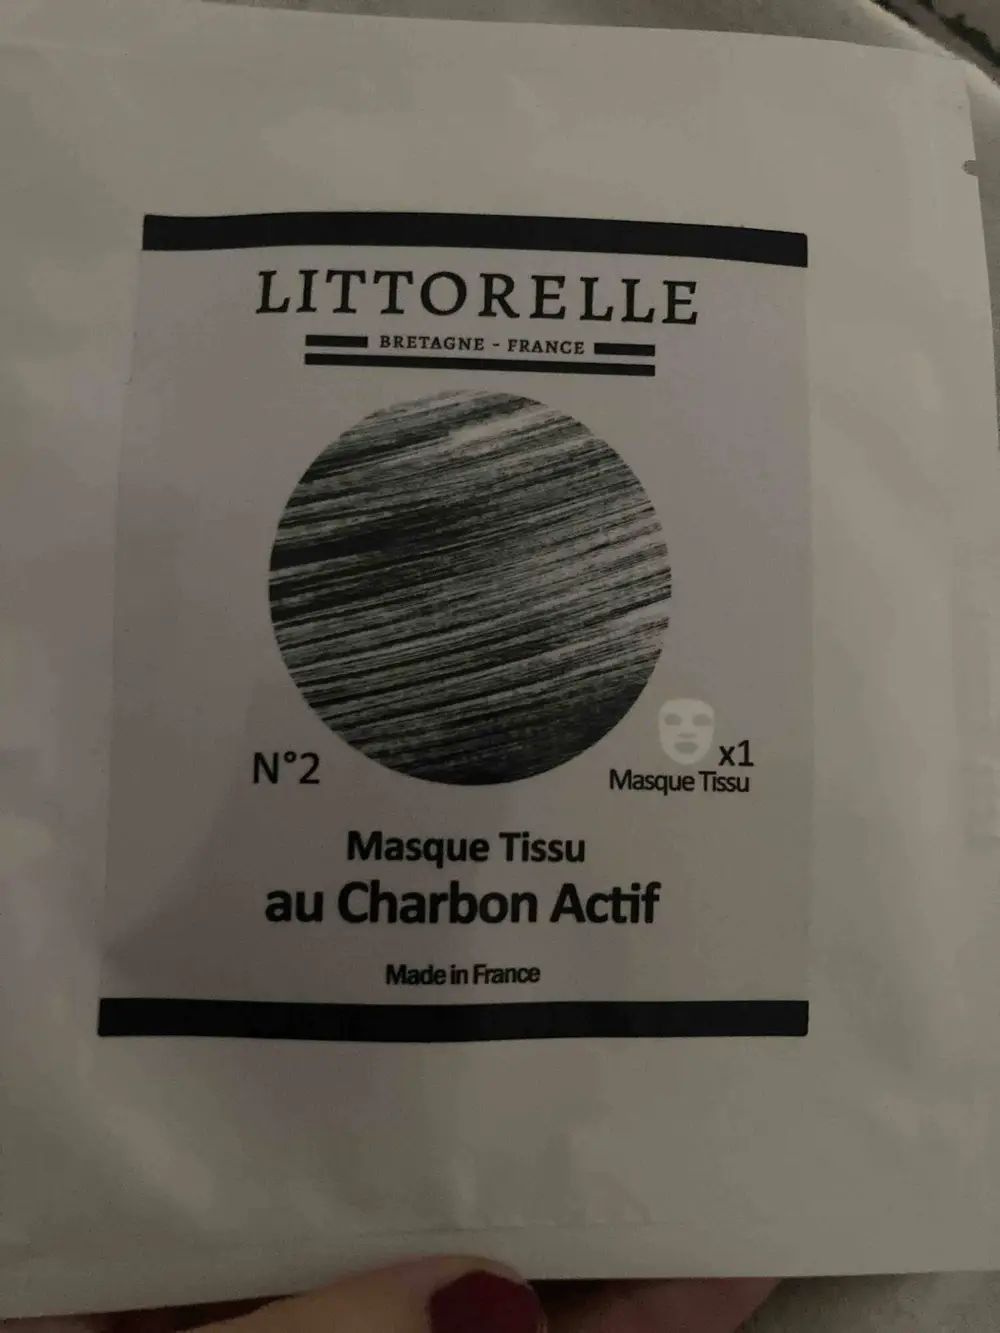 LITTORELLE
BRETAGNE - FRANCE
N°2
x1
Masque Tissu
Masque Tissu
au Charbon Actif
Made in France